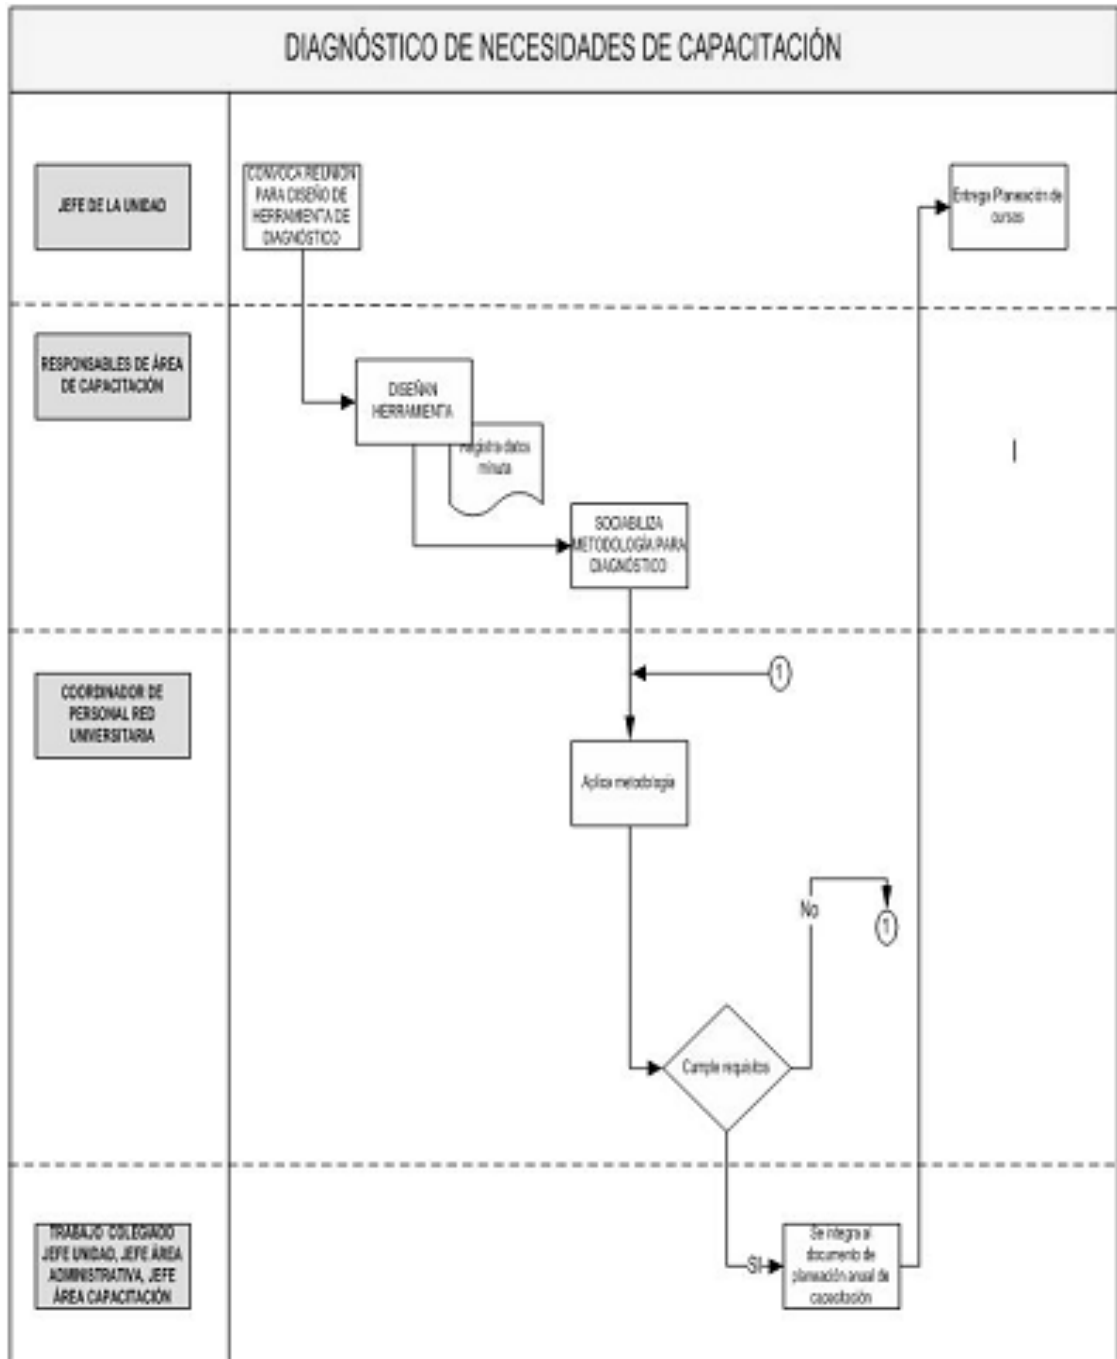 DIAGNÓSTICO DE NECESIDADES DE CAPACITACIÓN
JEFE DE LA UNIDAD
CONVOCA REUNION
PARA DISEÑO DE
HERRAMIENTA DE
DIAGNÓSTICO
Entrega Planeación de
cursos
RESPONSABLES DE ÁREA
DE CAPACITACIÓN
DISEÑAN
HERRAMIENTA
Registra datos
minuta
SOCIABILIZA
METODOLOGÍA PARA
DIAGNÓSTICO
COORDINADOR DE
PERSONAL RED
UNIVERSITARIA
1
Aplica metodología
No
1
Cumple requisitos
TRABAJO COLEGIADO
JEFE UNIDAD, JEFE ÁREA
ADMINISTRATIVA, JEFE
ÁREA CAPACITACIÓN
SI
Se integra al
documento de
planeación anual de
capacitación